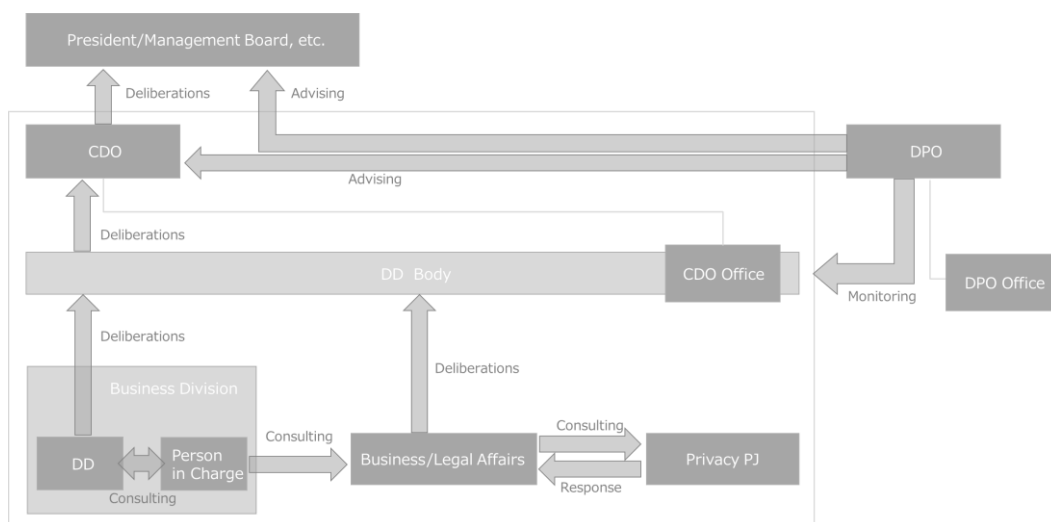 President/Management Board, etc.
Deliberations
Advising
CDO
DPO
Advising
Deliberations
DD Body
CDO Office
DPO Office
Monitoring
Deliberations
Deliberations
Business Division
DD
Person
in Charge
Consulting
Consulting
Business/Legal Affairs
Consulting
Response
Privacy PJ